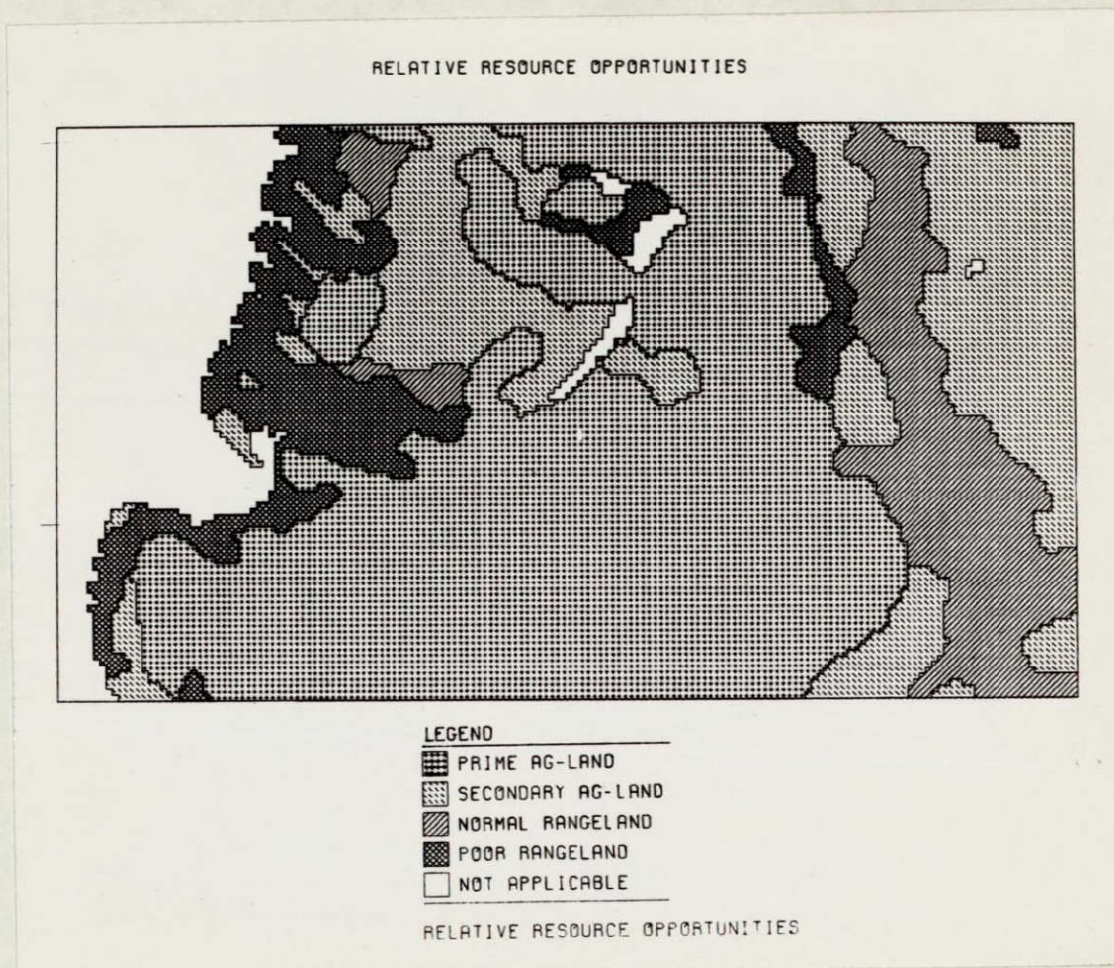 RELATIVE RESOURCE OPPORTUNITIES
LEGEND
PRIME AG-LAND
SECONDARY AG-LAND
NORMAL RANGELAND
POOR RANGELAND
NOT APPLICABLE
RELATIVE RESOURCE OPPORTUNITIES